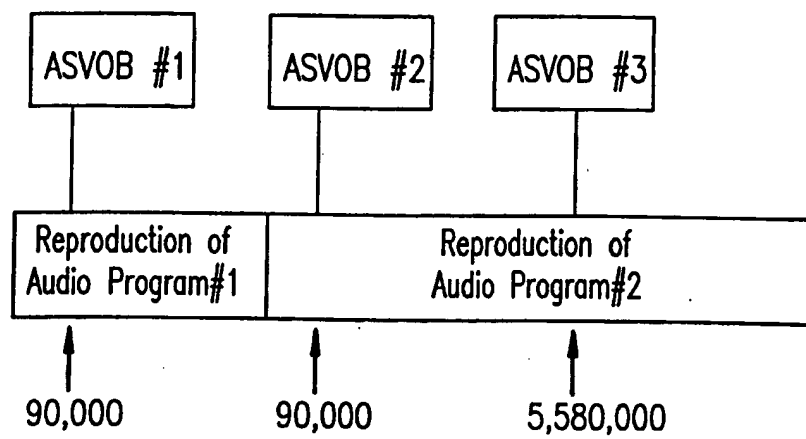 ASVOB #1
ASVOB #2
ASVOB #3
Reproduction of
Audio Program#1
Reproduction of
Audio Program#2
90,000
90,000
5,580,000